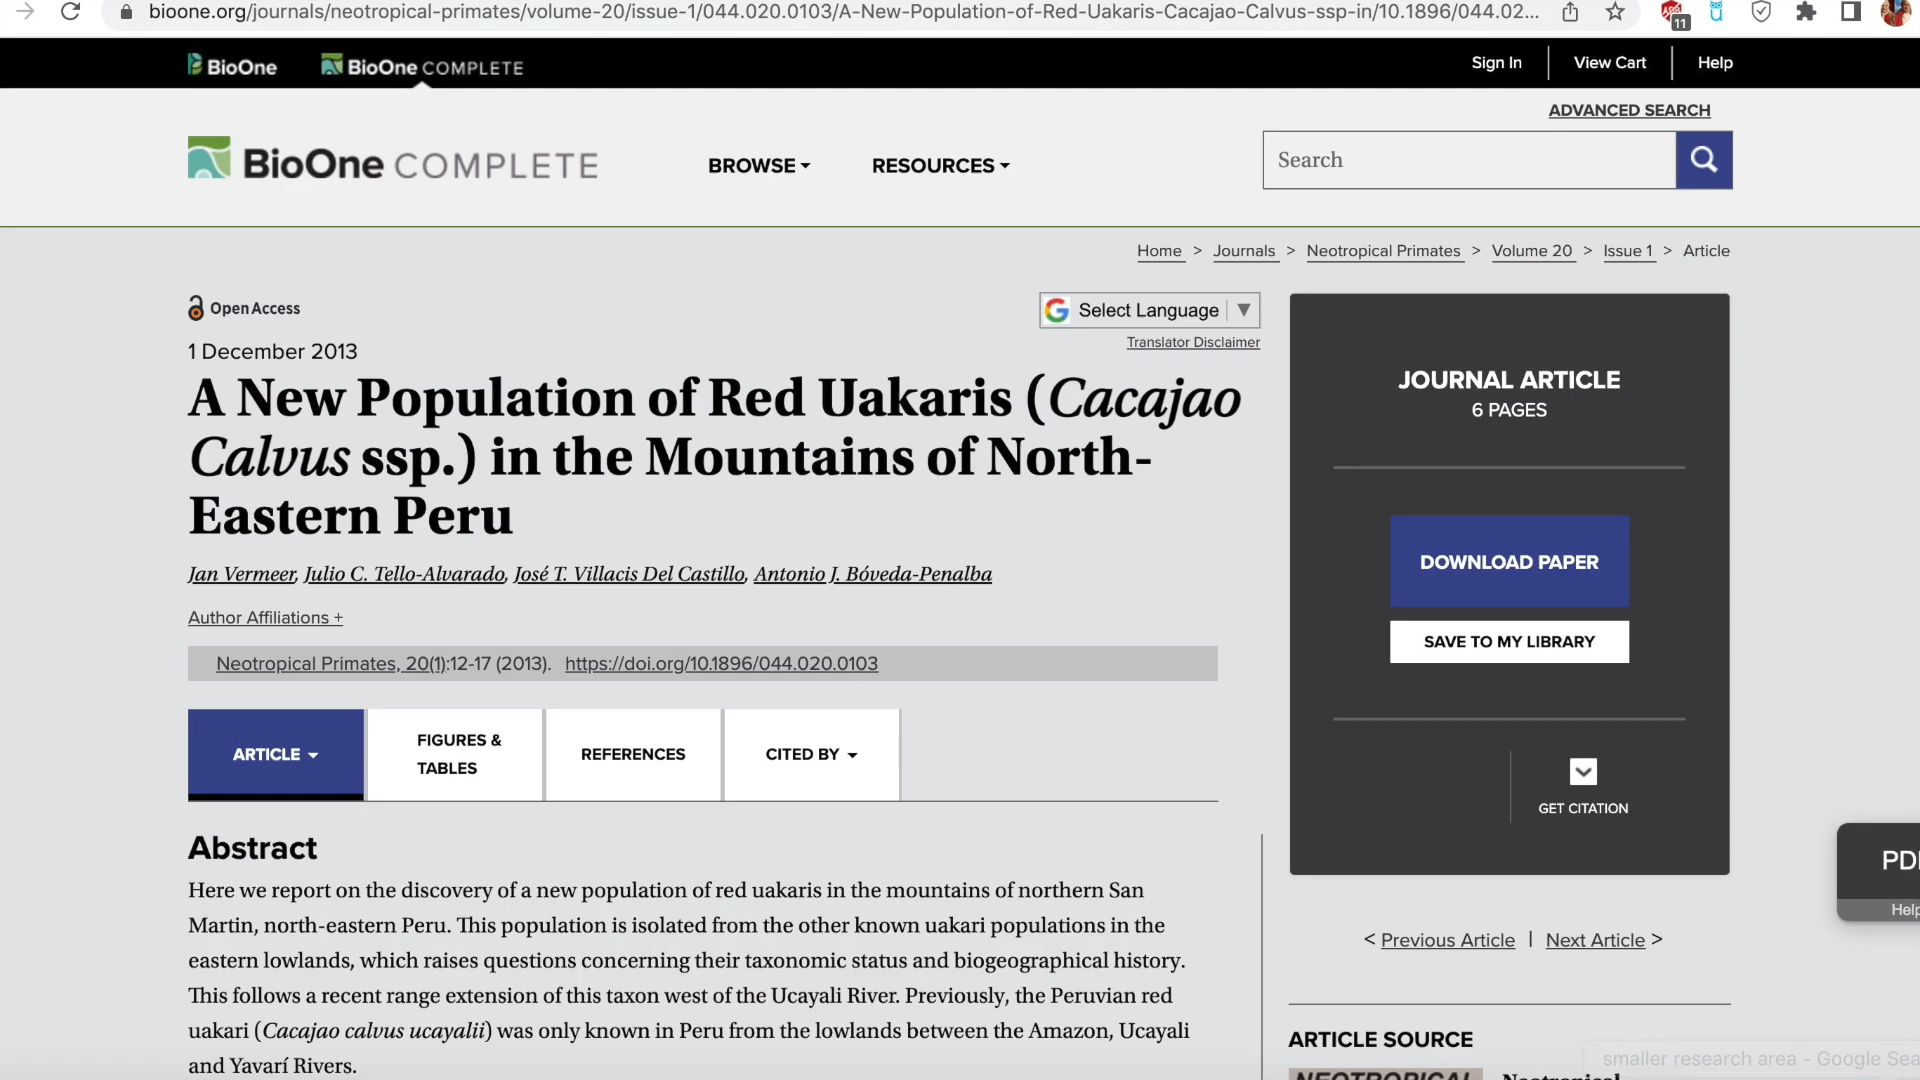 bioone.org/journals/neotropical-primates/volume-20/issue-1/044.020.0103/A-New-Population-of-Red-Uakaris-Cacajao-Calvus-ssp-in/10.1896/044.02...
11
BioOne
BioOne COMPLETE
Sign In
View Cart
Help
ADVANCED SEARCH
BioOne COMPLETE
BROWSE
RESOURCES
Search
Home > Journals > Neotropical Primates > Volume 20 > Issue 1 > Article
Open Access
Select Language
Translator Disclaimer
1 December 2013
A New Population of Red Uakaris (Cacajao
Calvus ssp.) in the Mountains of North-
Eastern Peru
Jan Vermeer, Julio C. Tello-Alvarado, José T. Villacis Del Castillo, Antonio J. Bóveda-Penalba
Author Affiliations +
Neotropical Primates, 20(1):12-17 (2013). https://doi.org/10.1896/044.020.0103
ARTICLE
FIGURES &
TABLES
REFERENCES
CITED BY
Abstract
Here we report on the discovery of a new population of red uakaris in the mountains of northern San
Martin, north-eastern Peru. This population is isolated from the other known uakari populations in the
eastern lowlands, which raises questions concerning their taxonomic status and biogeographical history.
This follows a recent range extension of this taxon west of the Ucayali River. Previously, the Peruvian red
uakari (Cacajao calvus ucayalii) was only known in Peru from the lowlands between the Amazon, Ucayali
and Yavarí Rivers.
JOURNAL ARTICLE
6 PAGES
DOWNLOAD PAPER
SAVE TO MY LIBRARY
GET CITATION
PD
Help
< Previous Article | Next Article >
ARTICLE SOURCE
smaller research area - Google Sea
NEOTROPICAL
Neotropical